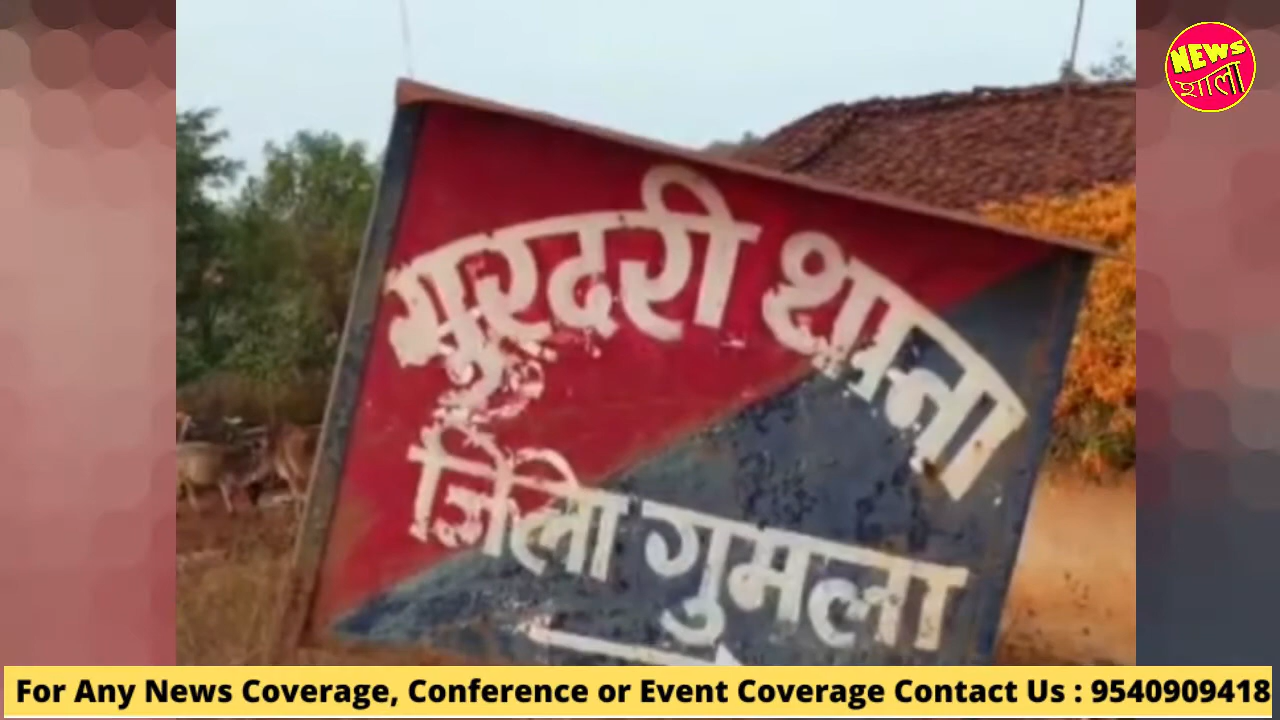 NEWS
शाला
गुरदरी थाना
जिला गुमला
For Any News Coverage, Conference or Event Coverage Contact Us : 9540909418